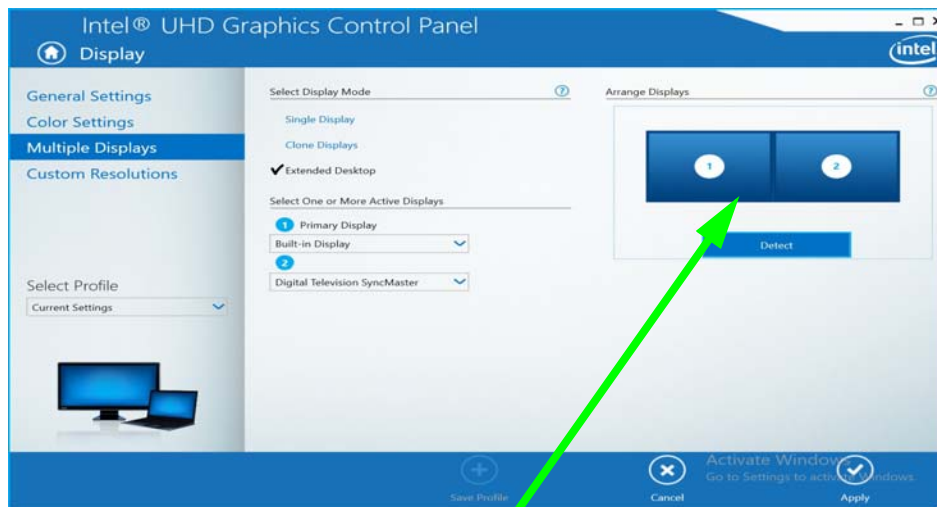 Intel® UHD Graphics Control Panel
Display
intel
General Settings
Color Settings
Multiple Displays
Custom Resolutions
Select Profile
Current Settings
Select Display Mode
?
Single Display
Clone Displays
Extended Desktop
Select One or More Active Displays
1 Primary Display
Built-in Display
2
Digital Television SyncMaster
Arrange Displays
?
1 2
Detect
Activate Windows
Go to Settings to activate Windows.
Save Profile
Cancel
Apply